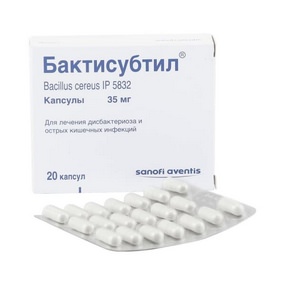 Бактисубтил®
Bacillus cereus IP 5832
Капсулы 35 мг
Для лечения дисбактериоза и
острых кишечных инфекций
20 капсул
sanofi aventis